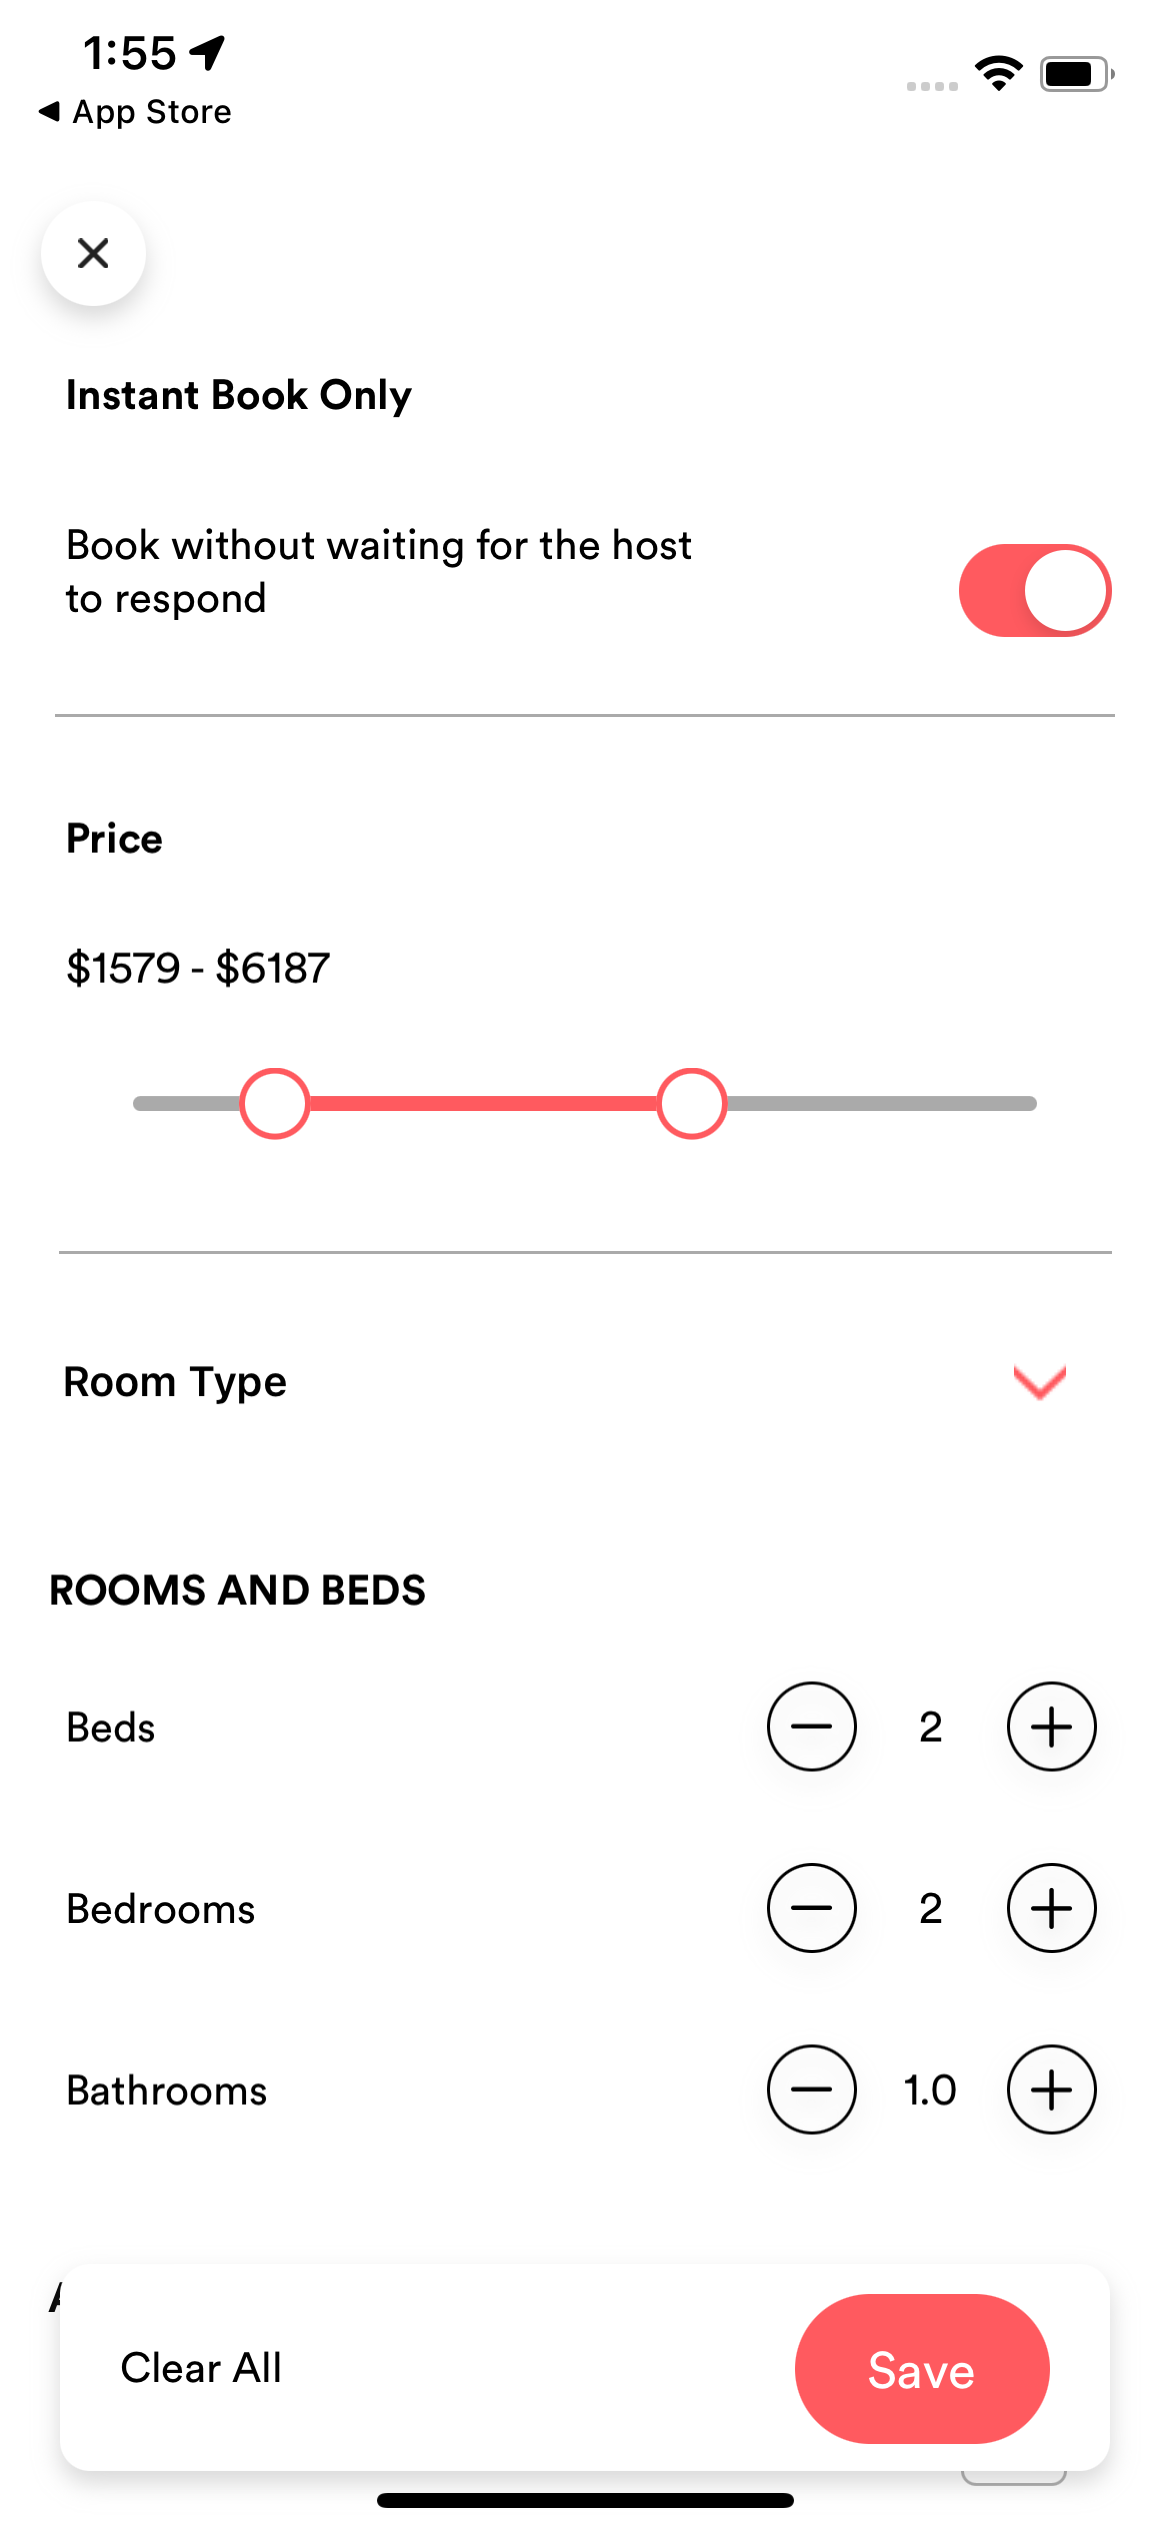 1:55
App Store
Instant Book Only
Book without waiting for the host
to respond
Price
$1579 - $6187
Room Type
ROOMS AND BEDS
Beds
2
Bedrooms
2
Bathrooms
1.0
Clear All
Save